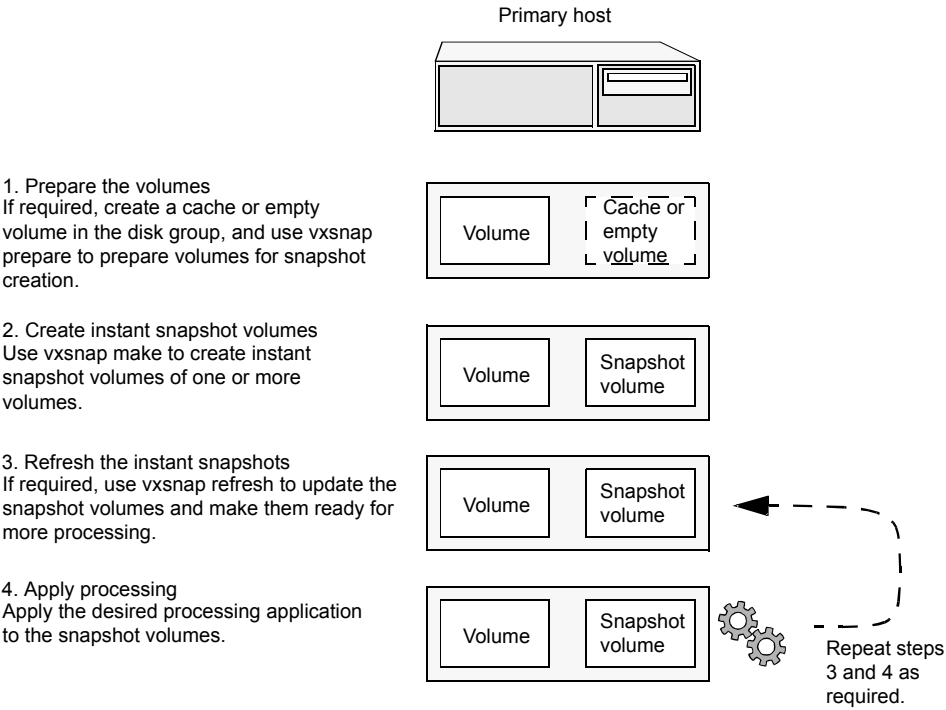 Primary host
1. Prepare the volumes
If required, create a cache or empty
volume in the disk group, and use vxsnap
prepare to prepare volumes for snapshot
creation.
Volume
Cache or
empty
volume
2. Create instant snapshot volumes
Use vxsnap make to create instant
snapshot volumes of one or more
volumes.
Volume
Snapshot
volume
3. Refresh the instant snapshots
If required, use vxsnap refresh to update the
snapshot volumes and make them ready for
more processing.
Volume
Snapshot
volume
4. Apply processing
Apply the desired processing application
to the snapshot volumes.
Volume
Snapshot
volume
Repeat steps
3 and 4 as
required.